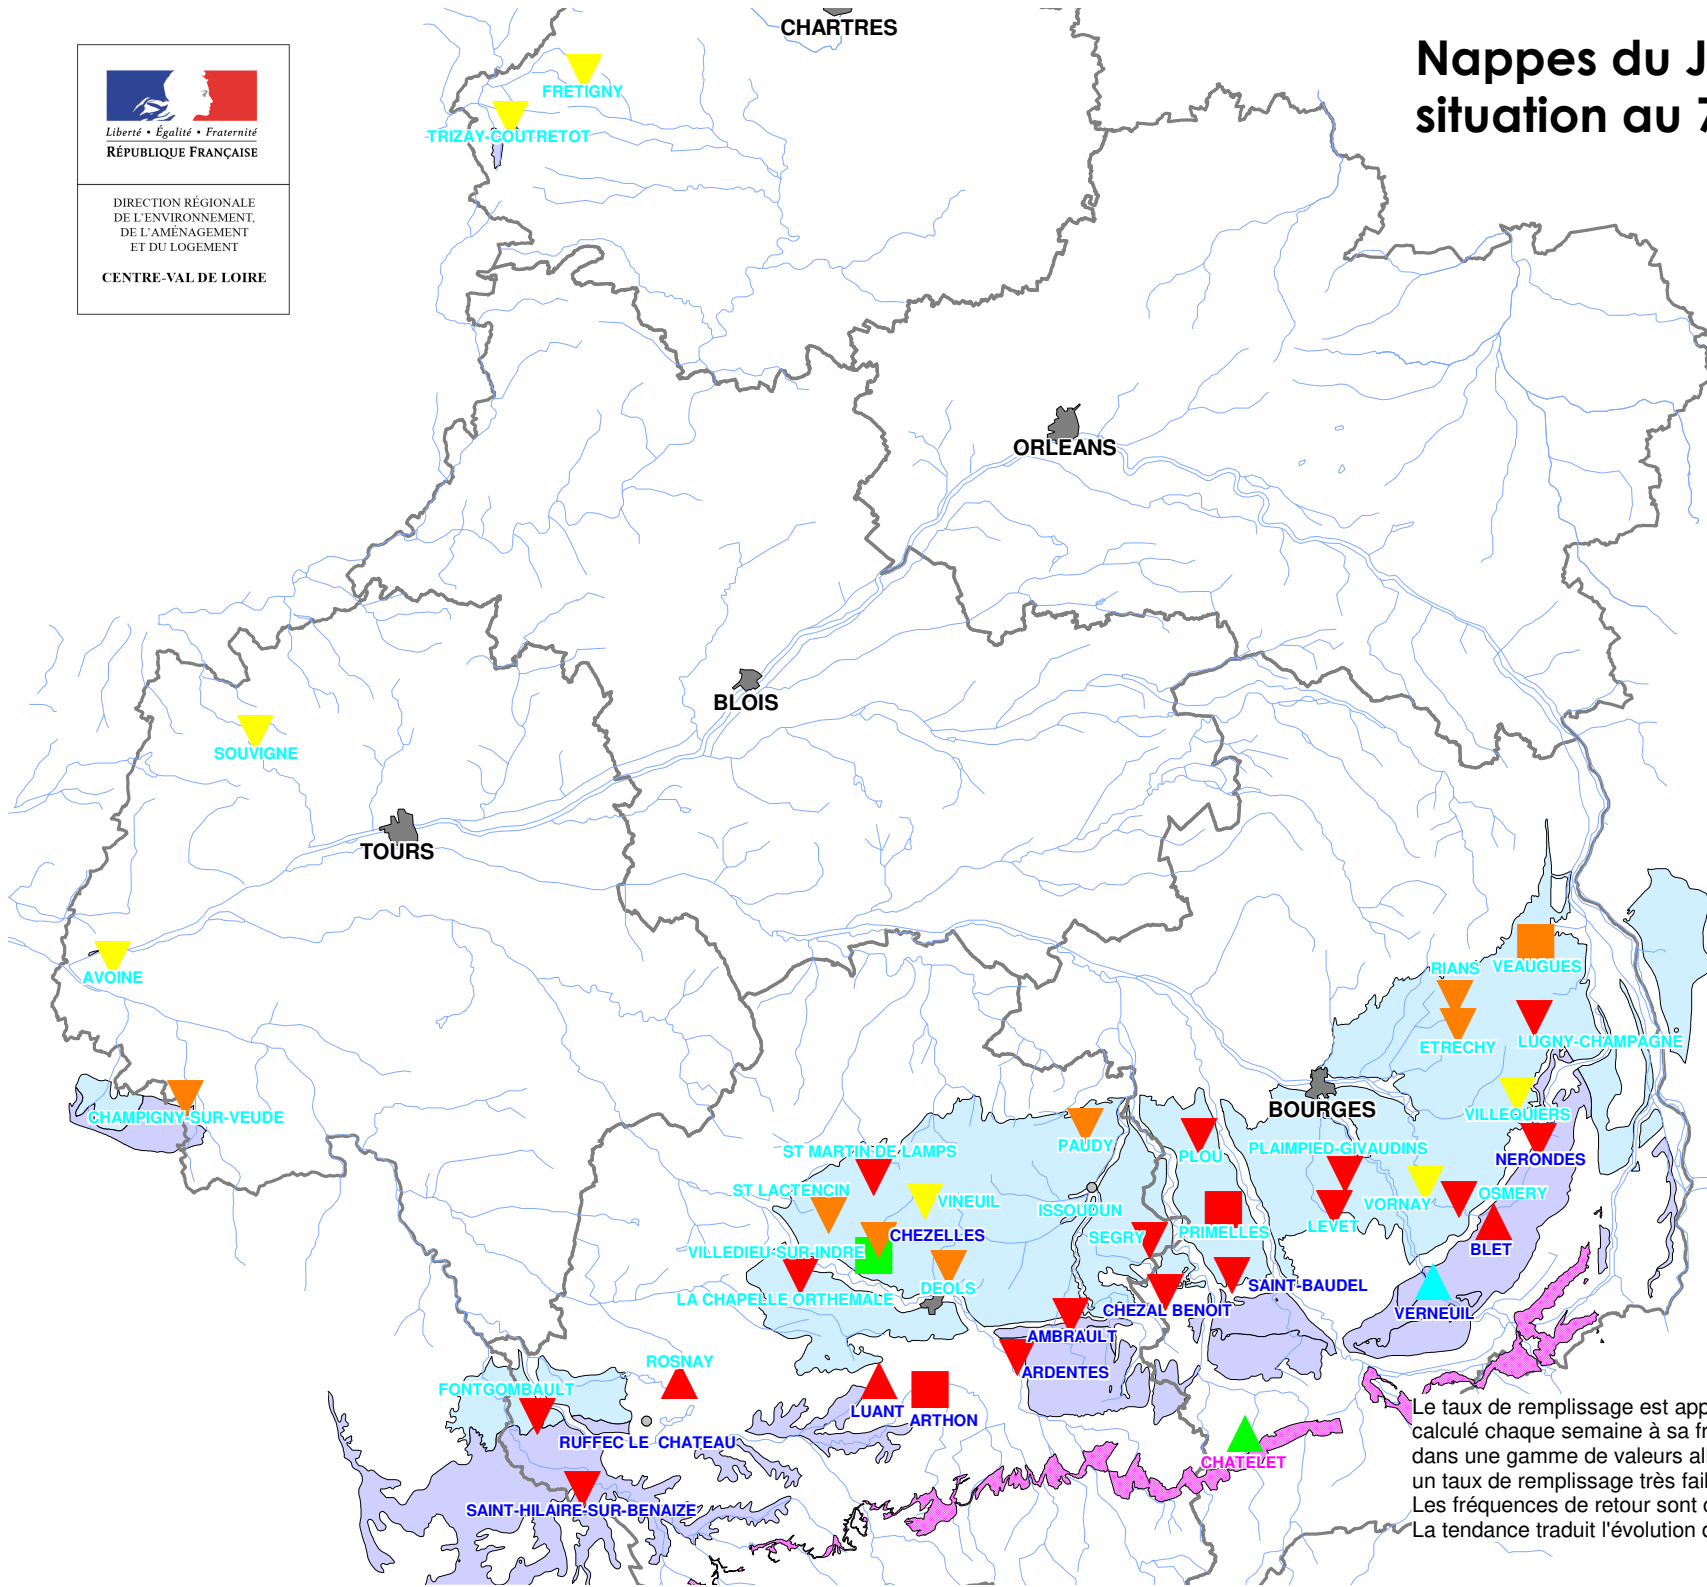 CHARTRES
Nappes du J
situation au 7
FRETIGNY
TRIZAY-COUTRETOT
Liberté • Égalité • Fraternité
RÉPUBLIQUE FRANÇAISE
DIRECTION RÉGIONALE
DE L'ENVIRONNEMENT,
DE L'AMÉNAGEMENT
ET DU LOGEMENT
CENTRE-VAL DE LOIRE
ORLEANS
BLOIS
SOUVIGNE
TOURS
AVOINE
RIANS
VEAUGUES
ETRECHY
LUGNY-CHAMPAGNE
CHAMPIGNY-SUR-VEUDE
BOURGES
VILLEQUIERS
ST MARTIN DE LAMPS
PAUDY
PLOU
PLAIMPIED-GIVAUDINS
NERONDES
ST LACTENCIN
VINEUIL
ISSOUDUN
VORNAY
OSMERY
CHEZELLES
SEGRY
PRIMELLES
LEVET
BLET
VILLEDIEU-SUR-INDRE
DEOLS
SAINT-BAUDEL
LA CHAPELLE ORTHEMALE
CHEZAL BENOIT
VERNEUIL
AMBRAULT
ROSNAY
ARDENTES
FONTGOMBAULT
LUANT
ARTHON
RUFFEC LE CHATEAU
CHATELET
SAINT-HILAIRE-SUR-BENAIZE
Le taux de remplissage est app
calculé chaque semaine à sa fr
dans une gamme de valeurs all
un taux de remplissage très fail
Les fréquences de retour sont c
La tendance traduit l'évolution c